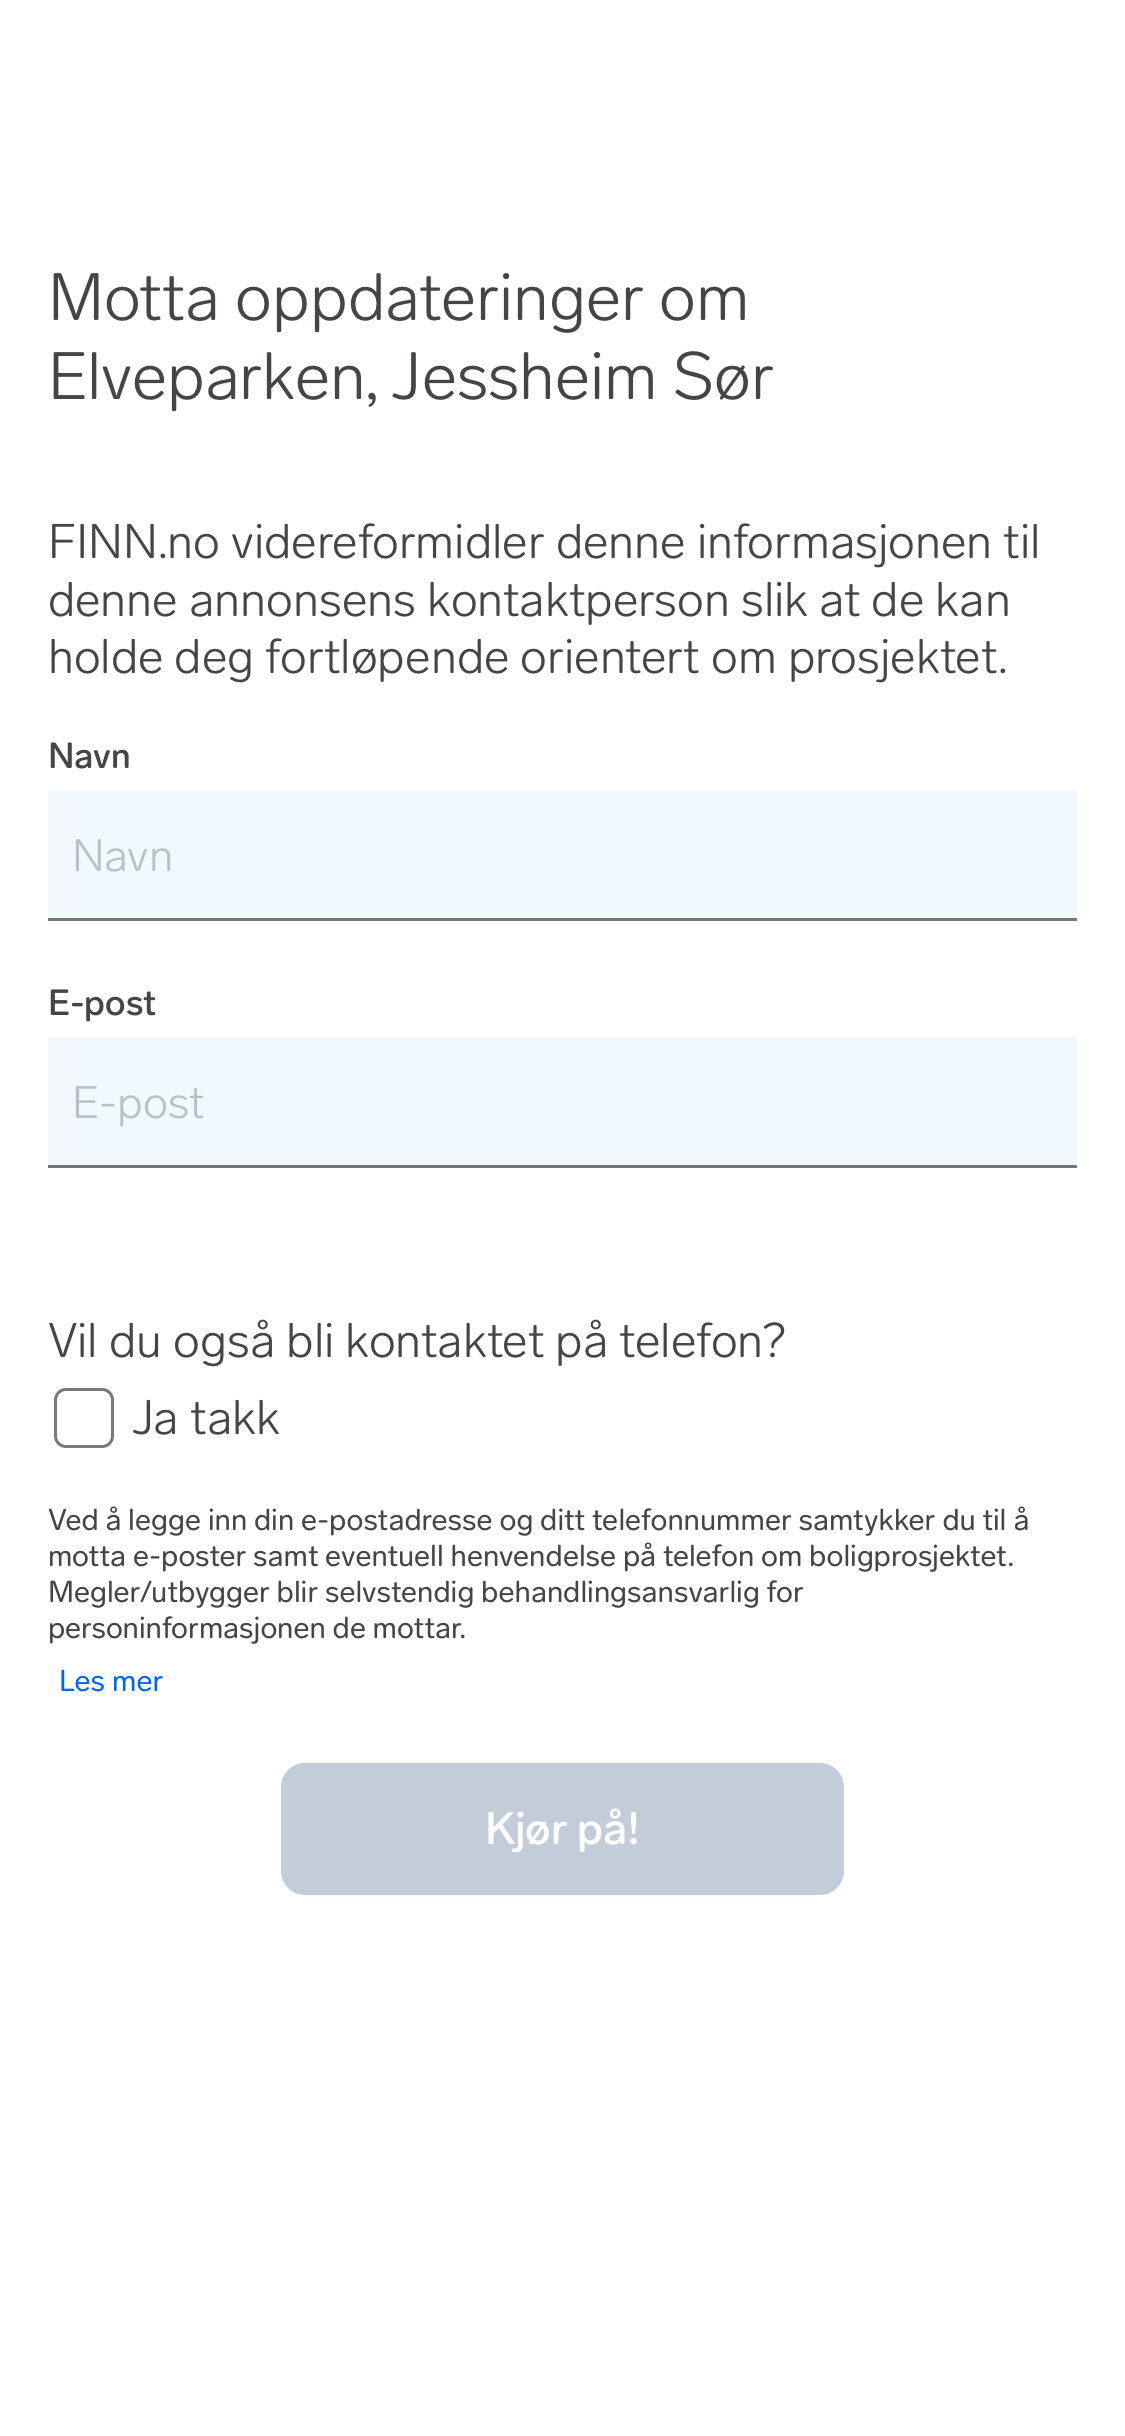 Motta oppdateringer om
Elveparken, Jessheim Sør
FINN.no videreformidler denne informasjonen til
denne annonsens kontaktperson slik at de kan
holde deg fortløpende orientert om prosjektet.
Navn
Navn
E-post
E-post
Vil du også bli kontaktet på telefon?
Ja takk
Ved å legge inn din e-postadresse og ditt telefonnummer samtykker du til å
motta e-poster samt eventuell henvendelse på telefon om boligprosjektet.
Megler/utbygger blir selvstendig behandlingsansvarlig for
personinformasjonen de mottar.
Les mer
Kjør på!